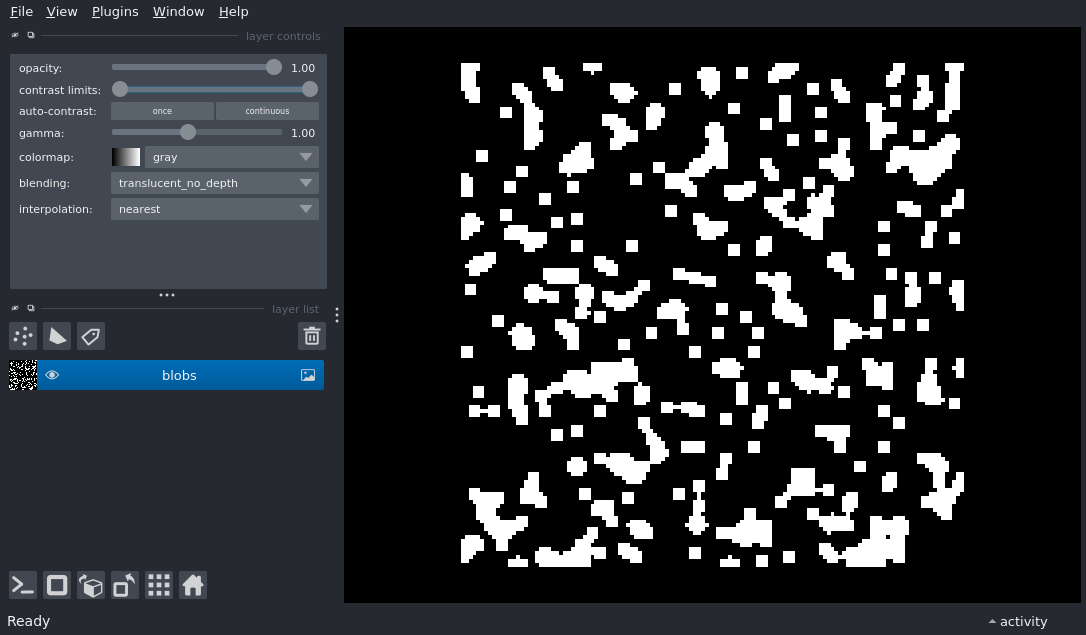 File View Plugins Window Help
layer controls
opacity: 1.00
contrast limits:
auto-contrast: once continuous
gamma: 1.00
colormap: gray
blending: translucent_no_depth
interpolation: nearest
layer list
blobs
Ready
activity